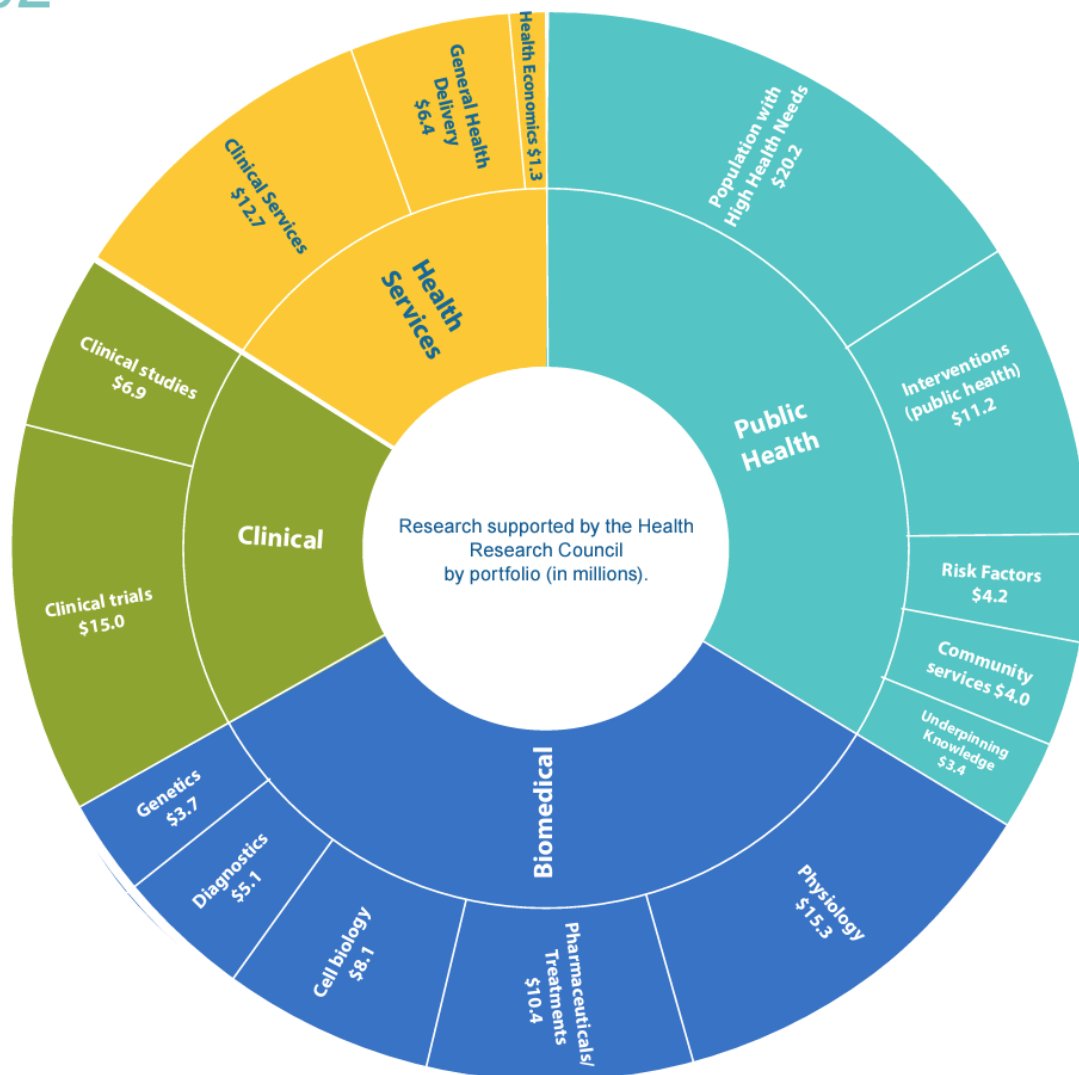 Research supported by the Health
Research Council
by portfolio (in millions).
Public
Health
Population with
High Health Needs
$20.2
Interventions
(public health)
$11.2
Risk Factors
$4.2
Community
services $4.0
Underpinning
Knowledge
$3.4
Biomedical
Physiology
$15.3
Pharmaceuticals/
Treatments
$10.4
Cell biology
$8.1
Diagnostics
$5.1
Genetics
$3.7
Clinical
Clinical trials
$15.0
Clinical studies
$6.9
Health
Services
Clinical Services
$12.7
General Health
Delivery
$6.4
Health Economics $1.3